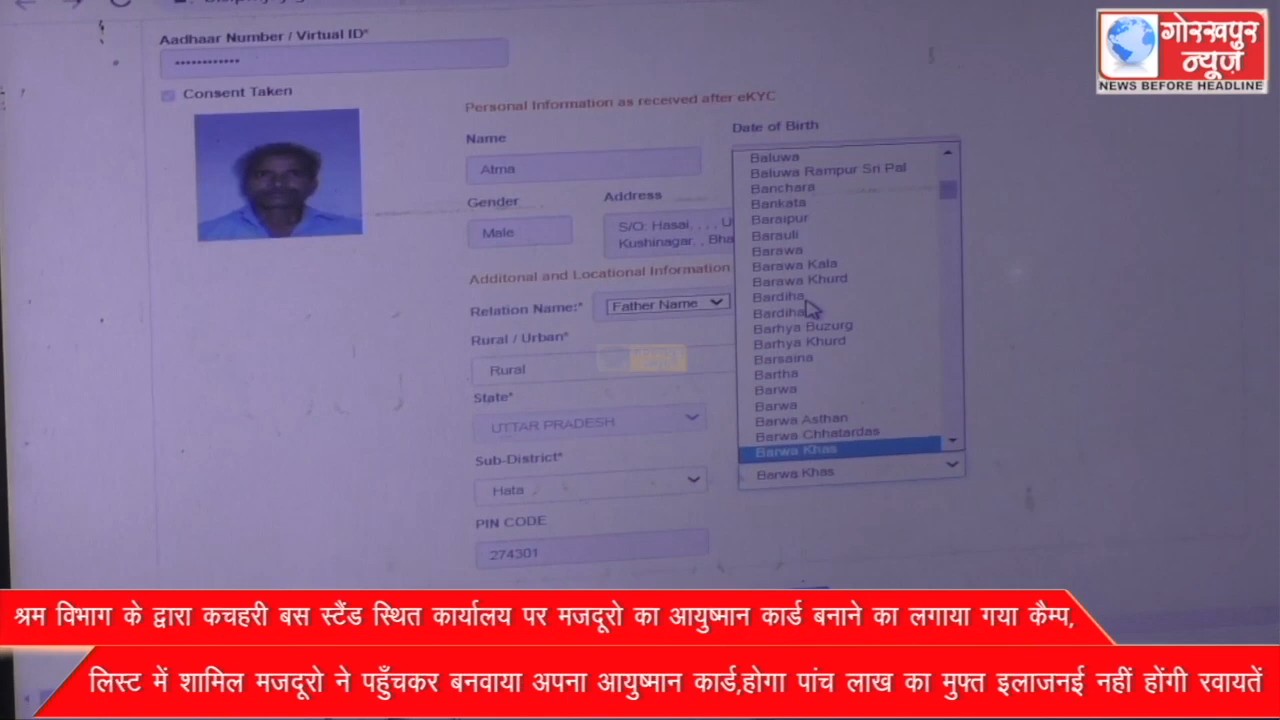 Aadhaar Number / Virtual ID*
••••••••••••
Consent Taken
Personal Information as received after eKYC
Name
Date of Birth
Atma
Gender
Address
Male
S/O: Hasai, , , , U
Kushinagar, , Bha
Additonal and Locational Information
Relation Name:*
Father Name
Rural / Urban*
Rural
State*
UTTAR PRADESH
Sub-District*
Hata
PIN CODE
274301
Baluwa
Baluwa Rampur Sri Pal
Banchara
Bankata
Baraipur
Barauli
Barawa
Barawa Kala
Barawa Khurd
Bardiha
Bardiha
Barhya Buzurg
Barhya Khurd
Barsaina
Bartha
Barwa
Barwa
Barwa Asthan
Barwa Chhatardas
Barwa Khas
Barwa Khas
गोरखपुर
न्यूज़
NEWS BEFORE HEADLINE
श्रम विभाग के द्वारा कचहरी बस स्टैंड स्थित कार्यालय पर मजदूरो का आयुष्मान कार्ड बनाने का लगाया गया कैम्प,
लिस्ट में शामिल मजदूरो ने पहुँचकर बनवाया अपना आयुष्मान कार्ड,होगा पांच लाख का मुफ्त इलाजनई नहीं होंगी रवायतें